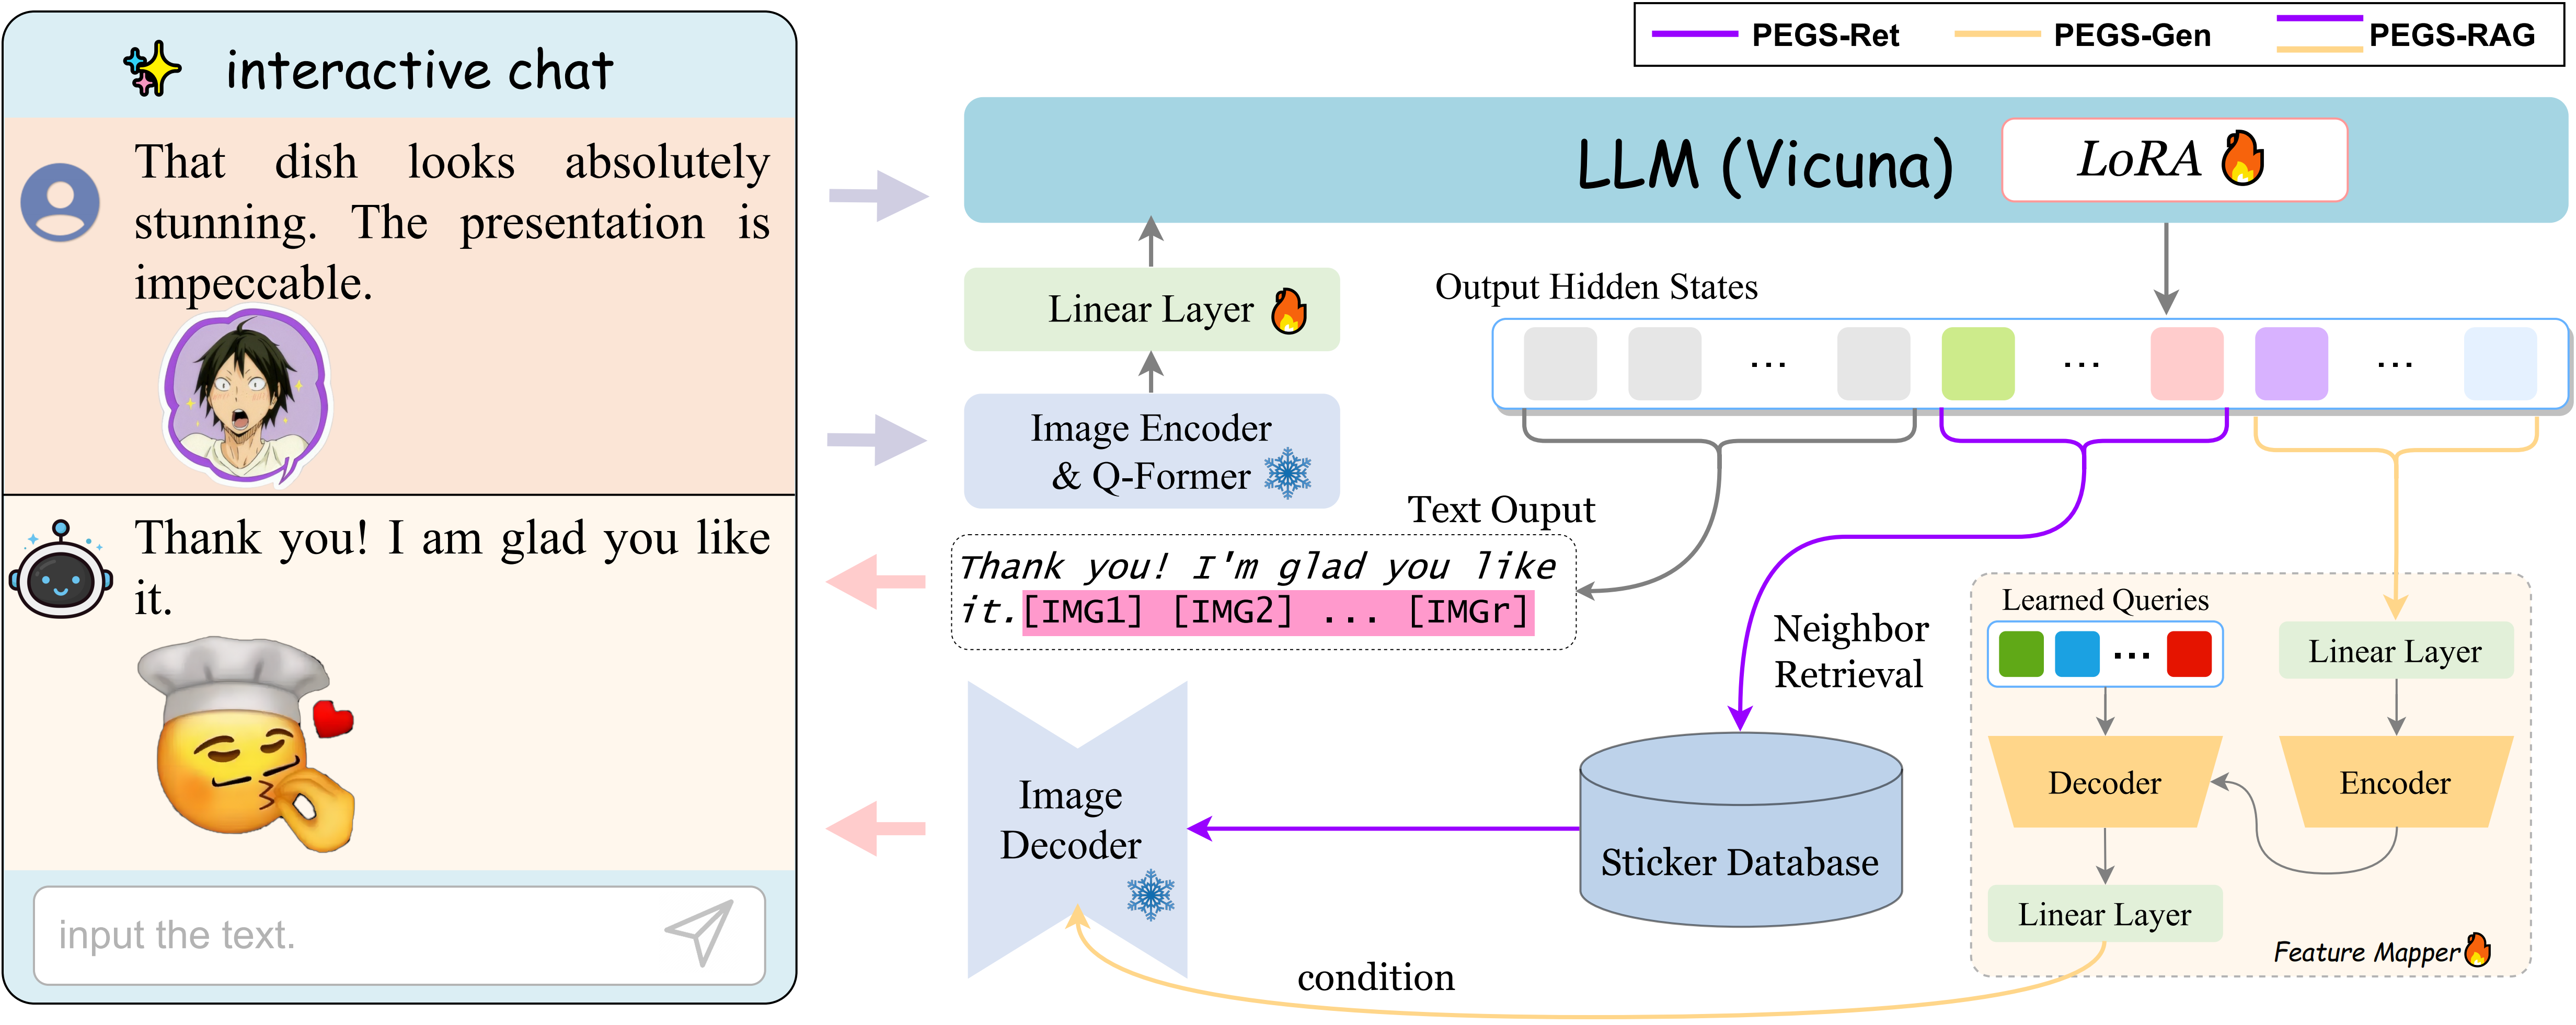 interactive chat
That dish looks absolutely
stunning. The presentation is
impeccable.
Thank you! I am glad you like
it.
input the text.
PEGS-Ret
PEGS-Gen
PEGS-RAG
LLM (Vicuna)
LoRA
Linear Layer
Image Encoder
& Q-Former
Output Hidden States
...
...
...
Text Ouput
Thank you! I'm glad you like
it.[IMG1] [IMG2] ... [IMGr]
Neighbor
Retrieval
Image
Decoder
Sticker Database
condition
Learned Queries
...
Linear Layer
Decoder
Encoder
Linear Layer
Feature Mapper